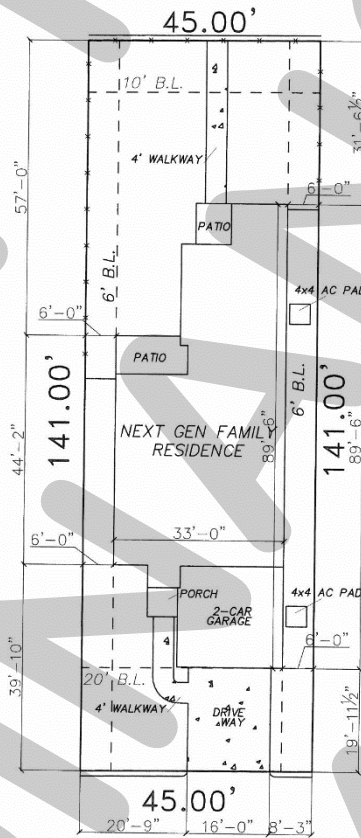 45.00'
10' B.L.
31'-6½"
4' WALKWAY
57'-0"
6'-0"
PATIO
6' B.L.
4x4 AC PAD
6'-0"
PATIO
6' B.L.
141.00'
141.00'
NEXT GEN FAMILY
RESIDENCE
89'-6"
89'-6"
44'-2"
33'-0"
6'-0"
PORCH
4x4 AC PAD
2-CAR
GARAGE
6'-0"
20' B.L.
39'-10"
4' WALKWAY
DRIVE
WAY
19'-11½"
45.00'
20'-9"
16'-0"
8'-3"